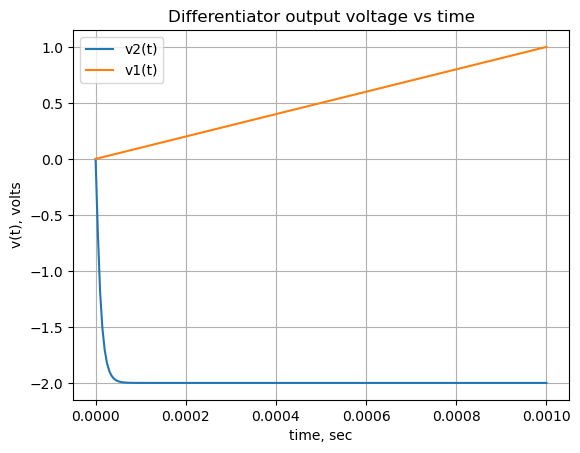 Differentiator output voltage vs time
v2(t)
v1(t)
v(t), volts
1.0
0.5
0.0
−0.5
−1.0
−1.5
−2.0
0.0000 0.0002 0.0004 0.0006 0.0008 0.0010
time, sec